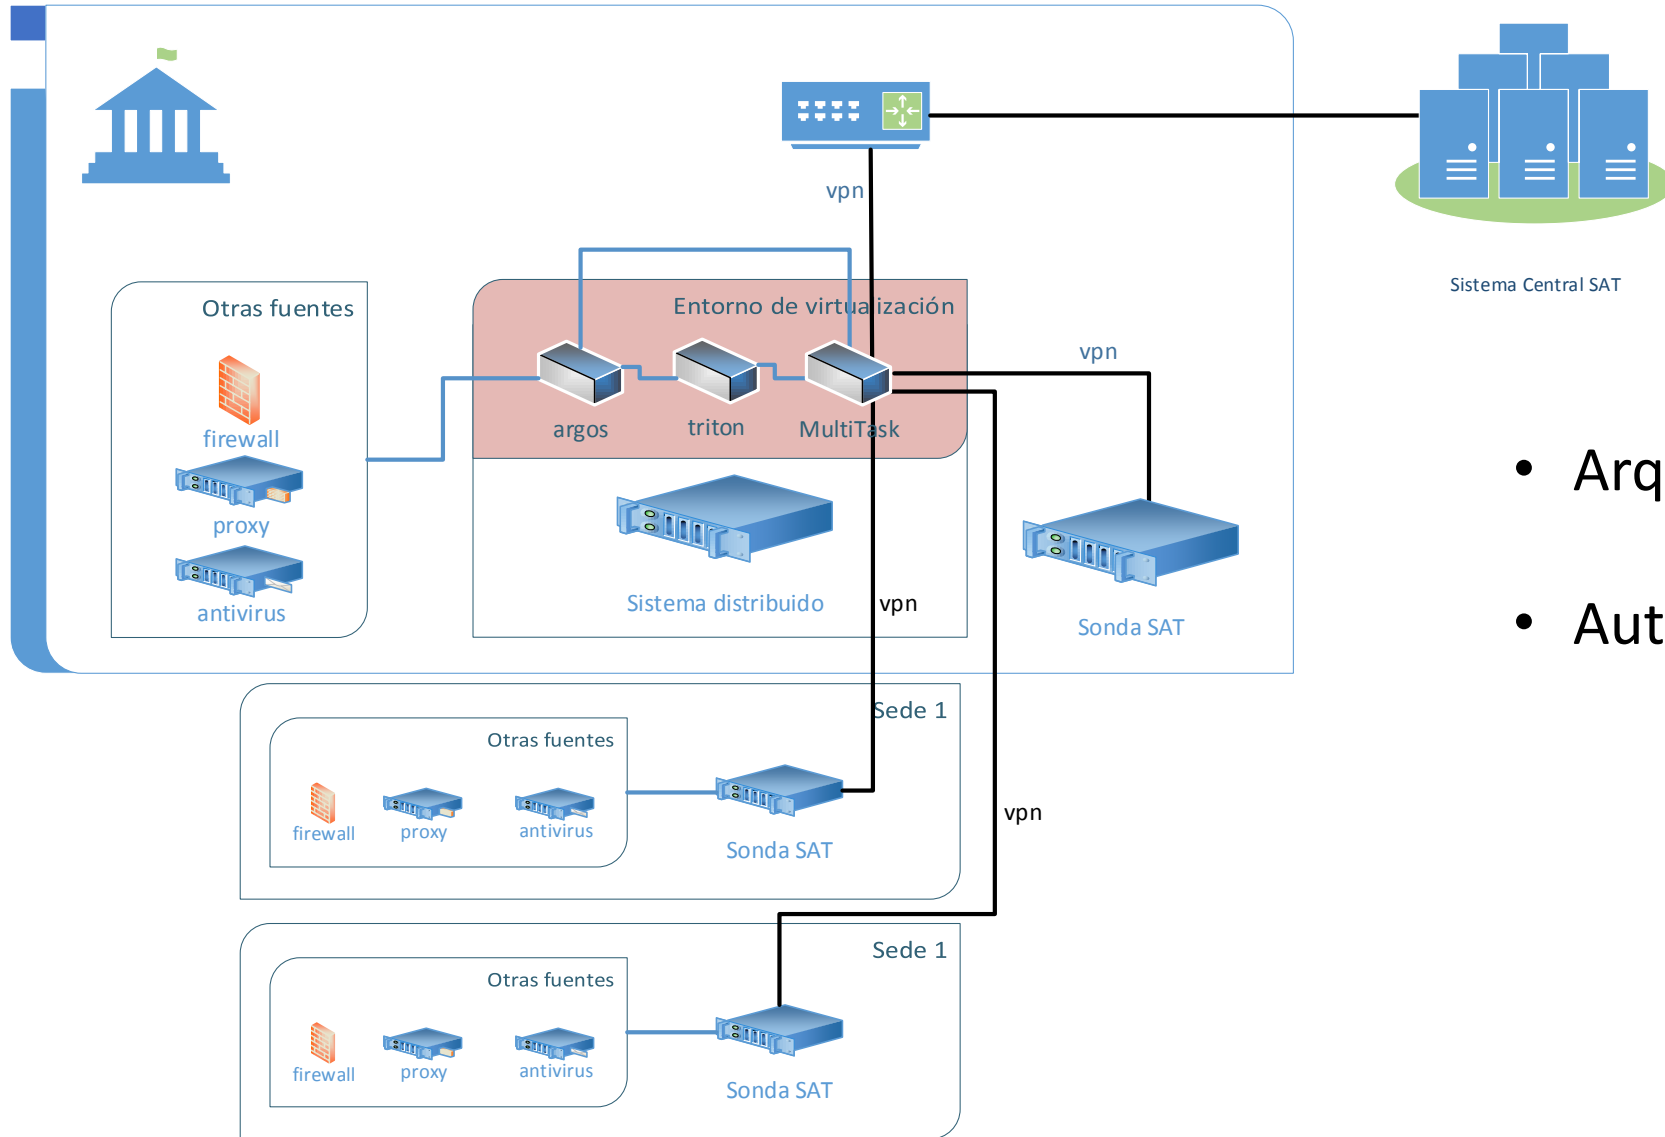 vpn
Sistema Central SAT
Otras fuentes
Entorno de virtualización
vpn
firewall
argos
triton
MultiTask
proxy
antivirus
Sistema distribuido
vpn
Sonda SAT
• Arq
• Aut
Sede 1
Otras fuentes
firewall
proxy
antivirus
Sonda SAT
vpn
Sede 1
Otras fuentes
firewall
proxy
antivirus
Sonda SAT